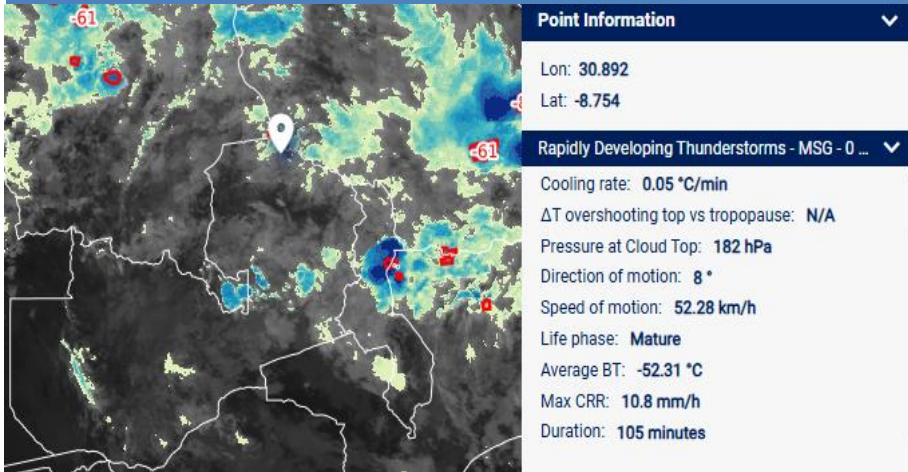 -61
-61
Point Information
Lon: 30.892
Lat: -8.754
Rapidly Developing Thunderstorms - MSG - 0 ...
Cooling rate: 0.05 °C/min
ΔT overshooting top vs tropopause: N/A
Pressure at Cloud Top: 182 hPa
Direction of motion: 8 °
Speed of motion: 52.28 km/h
Life phase: Mature
Average BT: -52.31 °C
Max CRR: 10.8 mm/h
Duration: 105 minutes